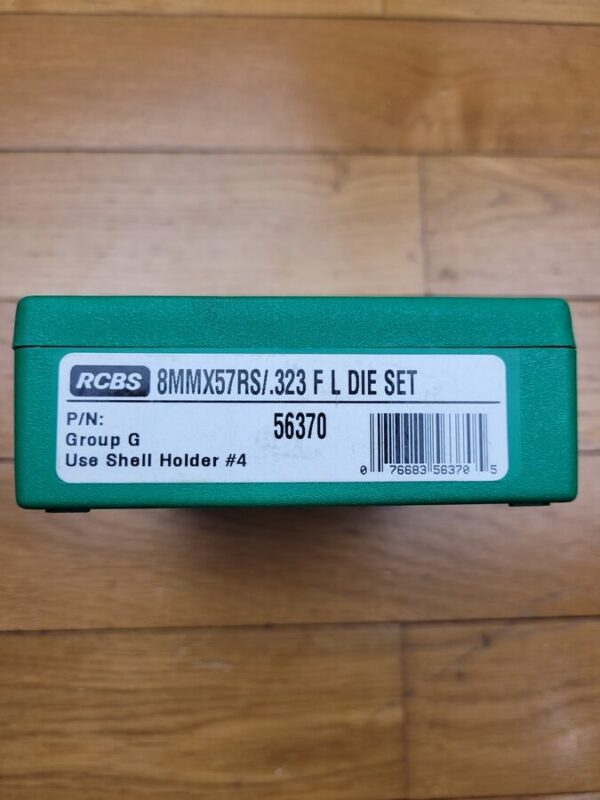 RCBS 8MMX57RS/.323 F L DIE SET
P/N: 56370
Group G
Use Shell Holder #4
0 76683 56370 5